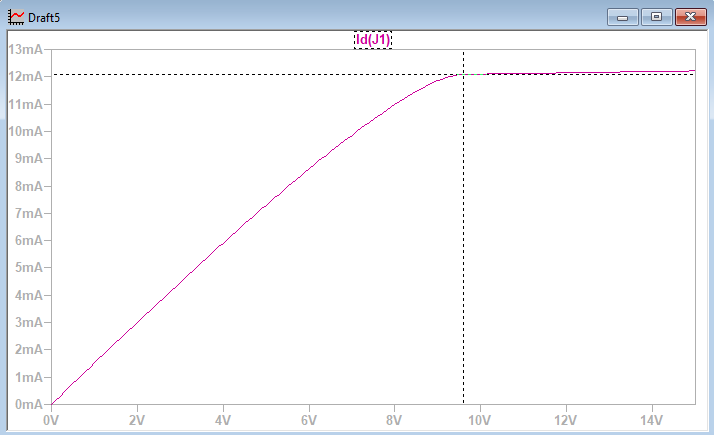 Draft5
Id(J1)
13mA
12mA
11mA
10mA
9mA
8mA
7mA
6mA
5mA
4mA
3mA
2mA
1mA
0mA
0V 2V 4V 6V 8V 10V 12V 14V